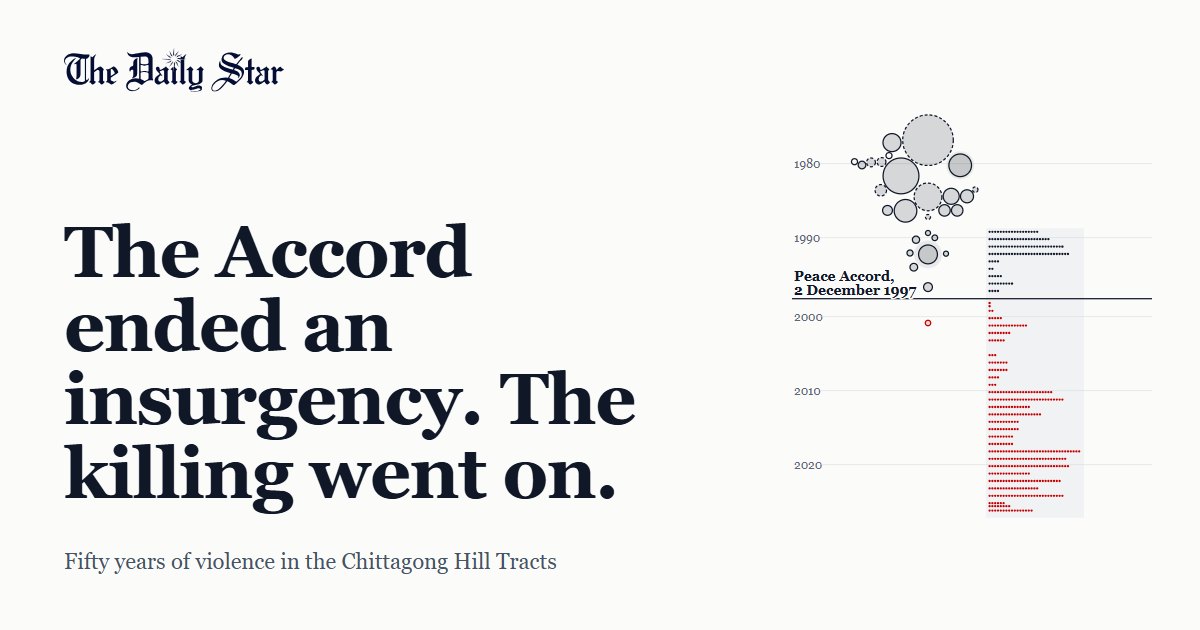 The Daily Star
The Accord
ended an
insurgency. The
killing went on.
Fifty years of violence in the Chittagong Hill Tracts
1980
1990
Peace Accord,
2 December 1997
2000
2010
2020